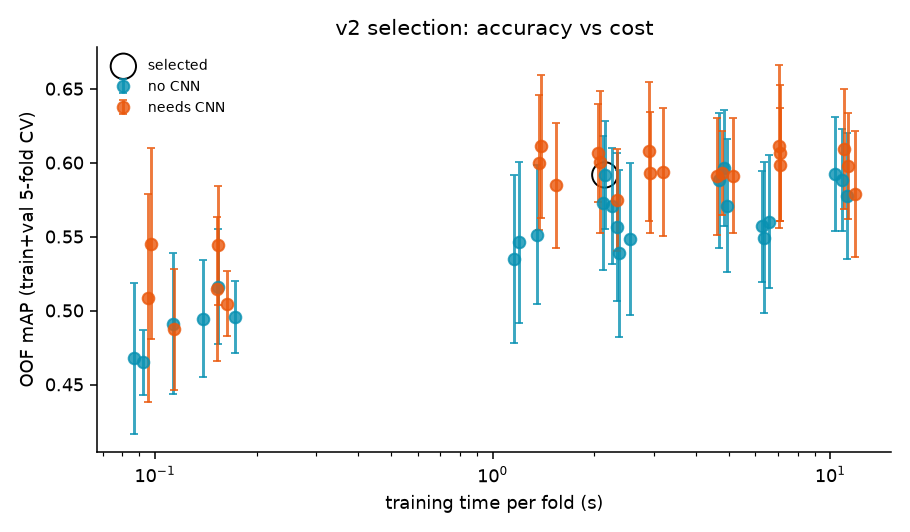 v2 selection: accuracy vs cost
selected
no CNN
needs CNN
OOF mAP (train+val 5-fold CV)
0.65
0.60
0.55
0.50
0.45
10⁻¹
10⁰
10¹
training time per fold (s)